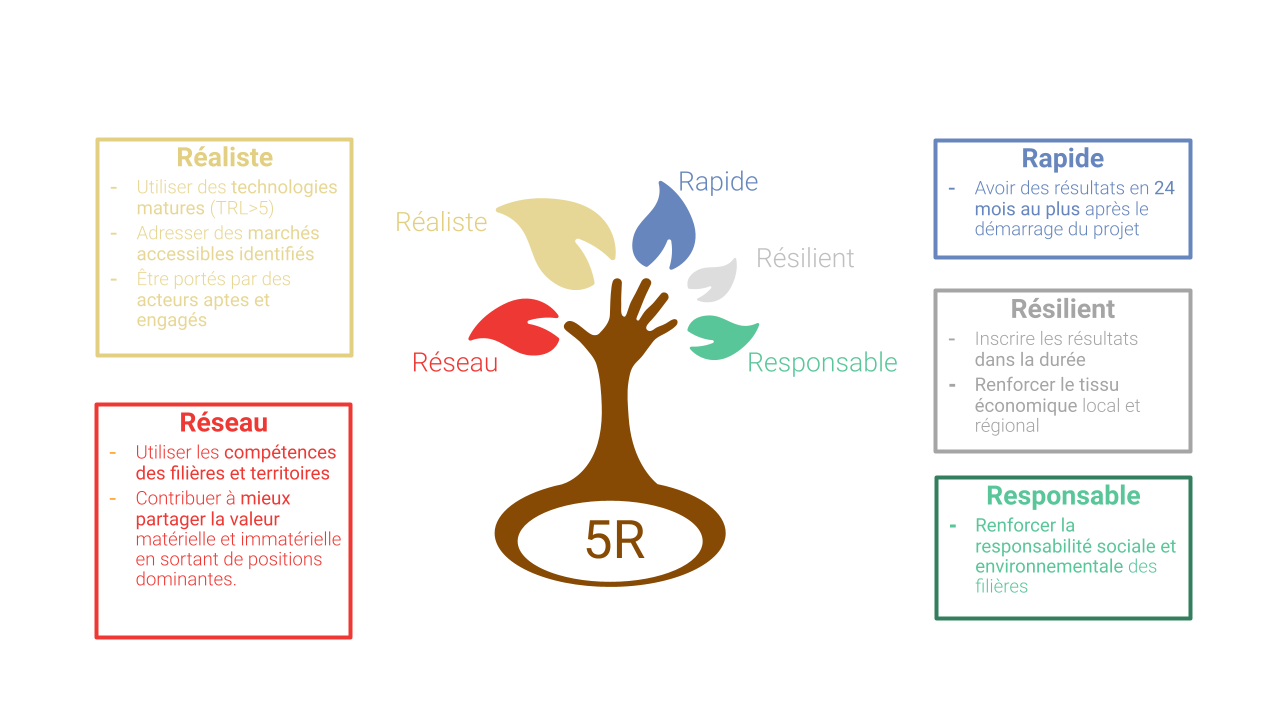 Réaliste
- Utiliser des technologies
matures (TRL>5)
- Adresser des marchés
accessibles identifiés
- Être portés par des
acteurs aptes et
engagés
Réseau
- Utiliser les compétences
des filières et territoires
- Contribuer à mieux
partager la valeur
matérielle et immatérielle
en sortant de positions
dominantes.
Rapide
Réaliste
Résilient
Réseau
Responsable
5R
Rapide
- Avoir des résultats en 24
mois au plus après le
démarrage du projet
Résilient
- Inscrire les résultats
dans la durée
- Renforcer le tissu
économique local et
régional
Responsable
- Renforcer la
responsabilité sociale et
environnementale des
filières